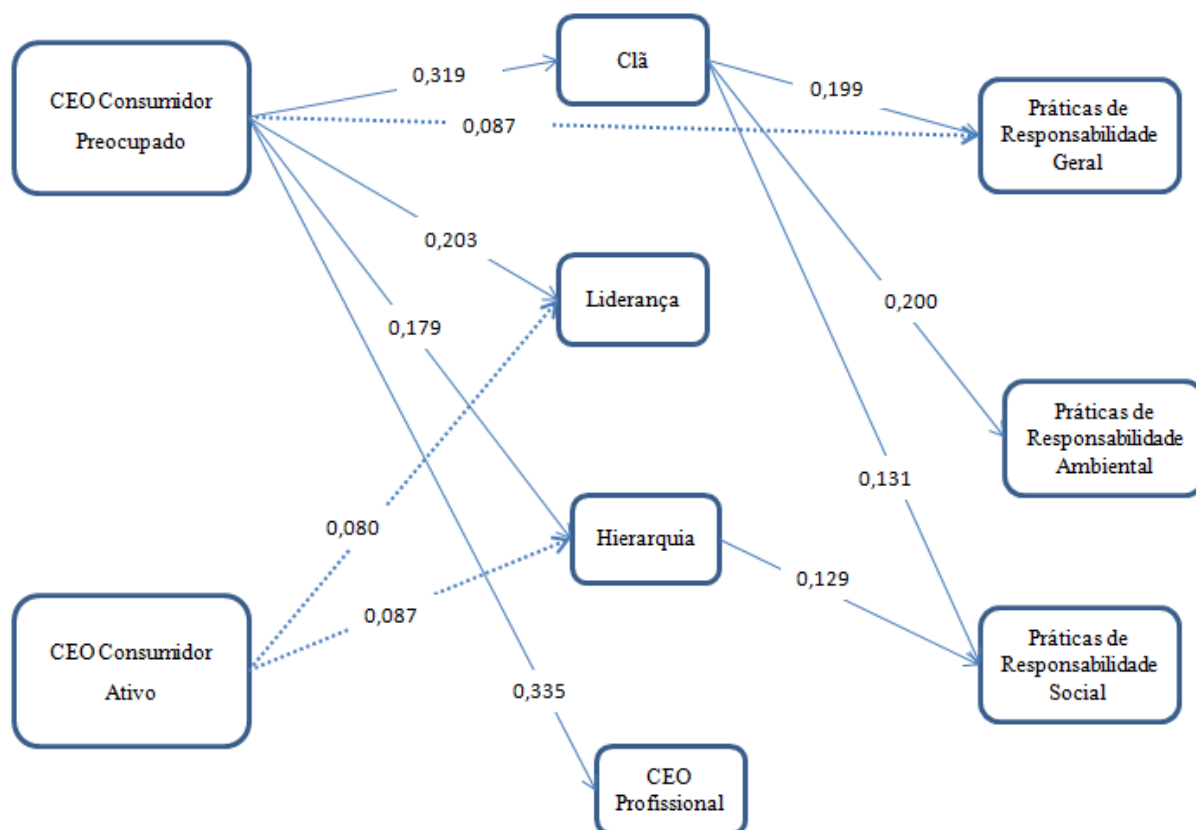 Clã
0,319
0,199
CEO Consumidor
Preocupado
0,087
Práticas de
Responsabilidade
Geral
0,203
Liderança
0,200
0,179
Práticas de
Responsabilidade
Ambiental
0,131
0,080
Hierarquia
0,129
0,087
CEO Consumidor
Ativo
Práticas de
Responsabilidade
Social
0,335
CEO
Profissional